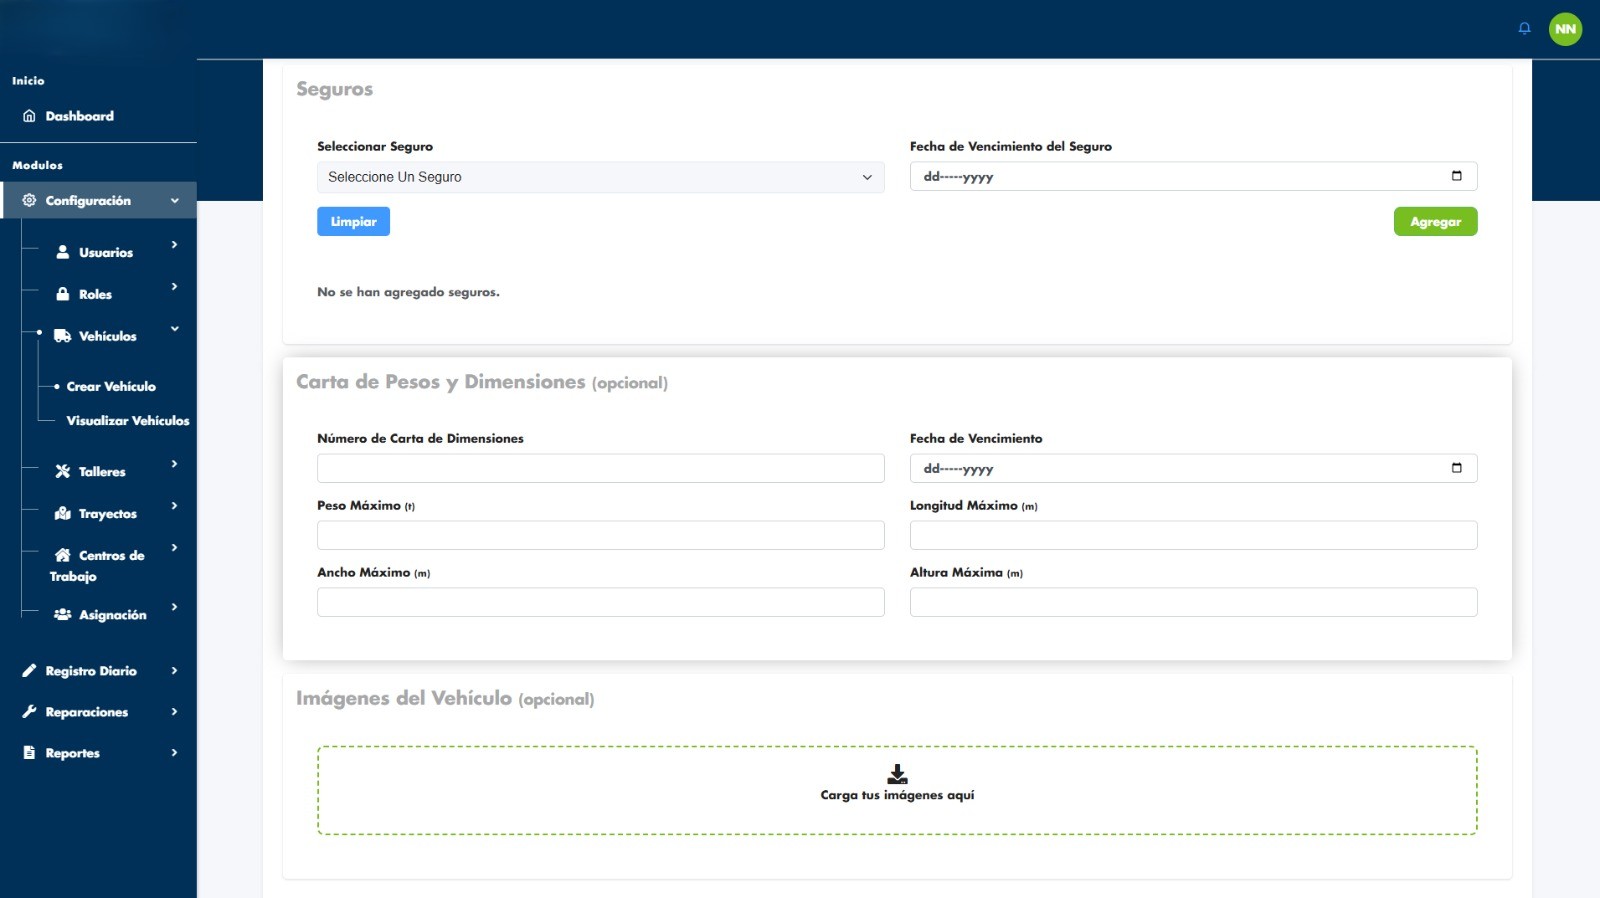 NN
Inicio
Dashboard
Modulos
Configuración
Usuarios
Roles
Vehículos
Crear Vehículo
Visualizar Vehículos
Talleres
Trayectos
Centros de
Trabajo
Asignación
Registro Diario
Reparaciones
Reportes
Seguros
Seleccionar Seguro
Fecha de Vencimiento del Seguro
Seleccione Un Seguro
dd-----yyyy
Limpiar
Agregar
No se han agregado seguros.
Carta de Pesos y Dimensiones (opcional)
Número de Carta de Dimensiones
Fecha de Vencimiento
dd-----yyyy
Peso Máximo (t)
Longitud Máximo (m)
Ancho Máximo (m)
Altura Máxima (m)
Imágenes del Vehículo (opcional)
Carga tus imágenes aquí